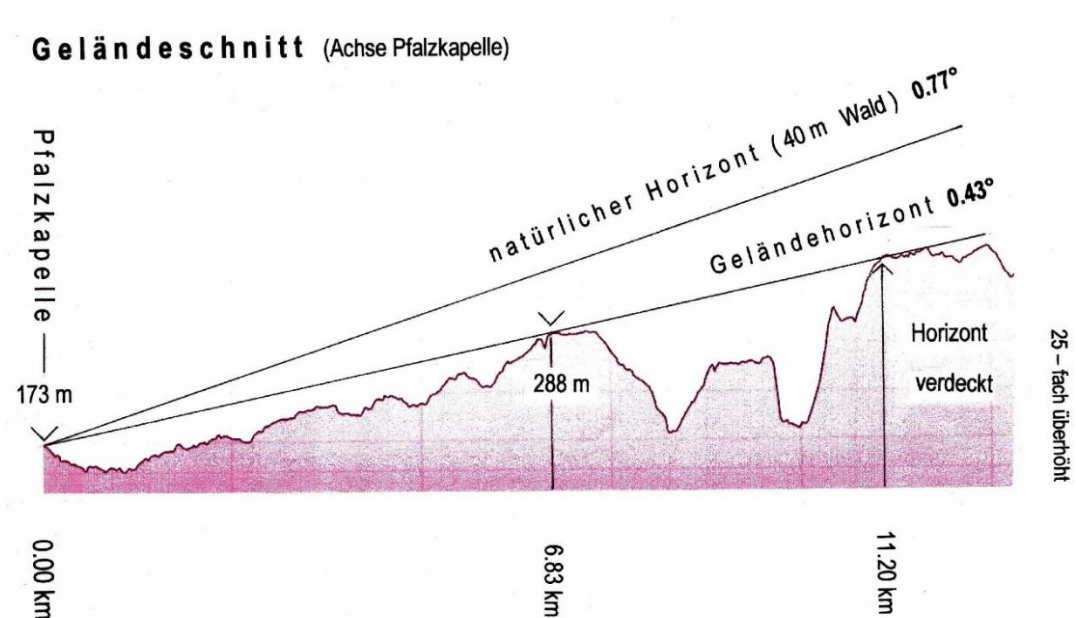 Geländeschnitt (Achse Pfalzkapelle)
Pfalzkapelle
173 m
natürlicher Horizont (40 m Wald) 0.77°
Geländehorizont 0.43°
288 m
Horizont
verdeckt
25 – fach überhöht
0.00 km
6.83 km
11.20 km